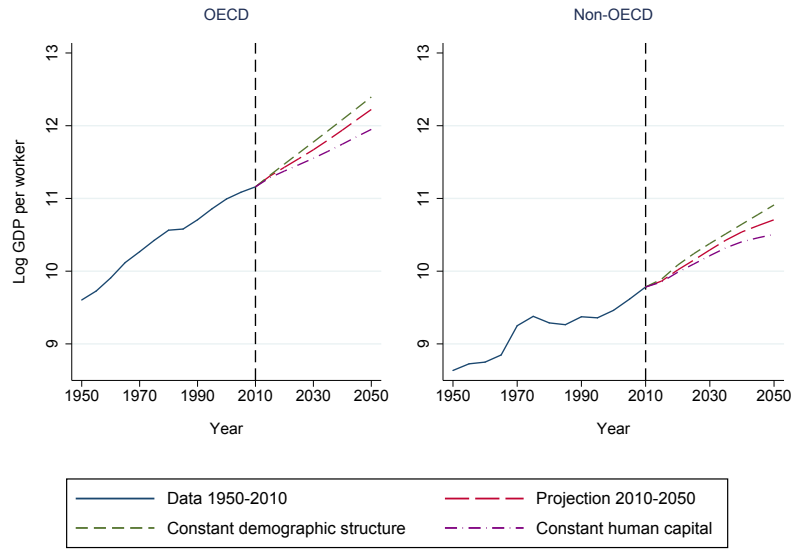 OECD
Non-OECD
Log GDP per worker
13
12
11
10
9
1950 1970 1990 2010 2030 2050
Year
13
12
11
10
9
1950 1970 1990 2010 2030 2050
Year
Data 1950-2010
Projection 2010-2050
Constant demographic structure
Constant human capital